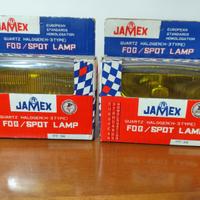 JAMEX
EUROPEAN
STANDARDS
HOMOLOGATION
QUARTZ HALOGEN(H-3TYPE)
FOG/SPOT LAMP
JAMEX
EUROPEAN
STANDARDS
HOMOLOGATION
QUARTZ HALOGEN(H-3TYPE)
FOG/SPOT LAMP
JAMEX
QUARTZ HALOGEN(H-3TYPE)
FOG/SPOT LAMP
JAMEX
QUARTZ HALOGEN(H-3TYPE)
FOG/SPOT LAMP